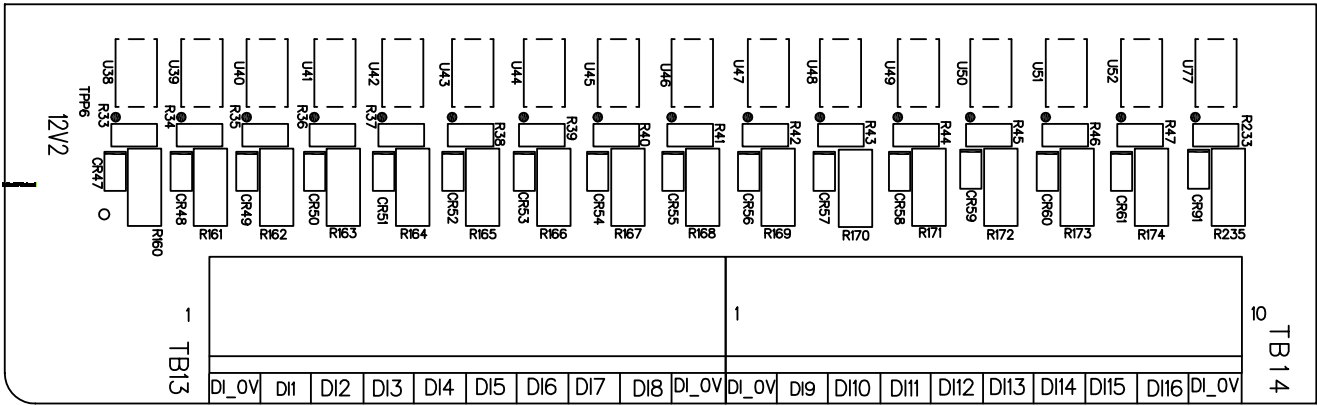 U38 U39 U40 U41 U42 U43 U44 U45 U46 U47 U48 U49 U50 U51 U52 U77
TPP6
R33 R34 R35 R36 R37 R38 R39 R40 R41 R42 R43 R44 R45 R46 R47 R233
12V2
CR47 CR48 CR49 CR50 CR51 CR52 CR53 CR54 CR55 CR56 CR57 CR58 CR59 CR60 CR61 CR91
R160 R161 R162 R163 R164 R165 R166 R167 R168 R169 R170 R171 R172 R173 R174 R235
1 1 10
TB13 TB14
DI_0V DI1 DI2 DI3 DI4 DI5 DI6 DI7 DI8 DI_0V DI_0V DI9 DI10 DI11 DI12 DI13 DI14 DI15 DI16 DI_0V